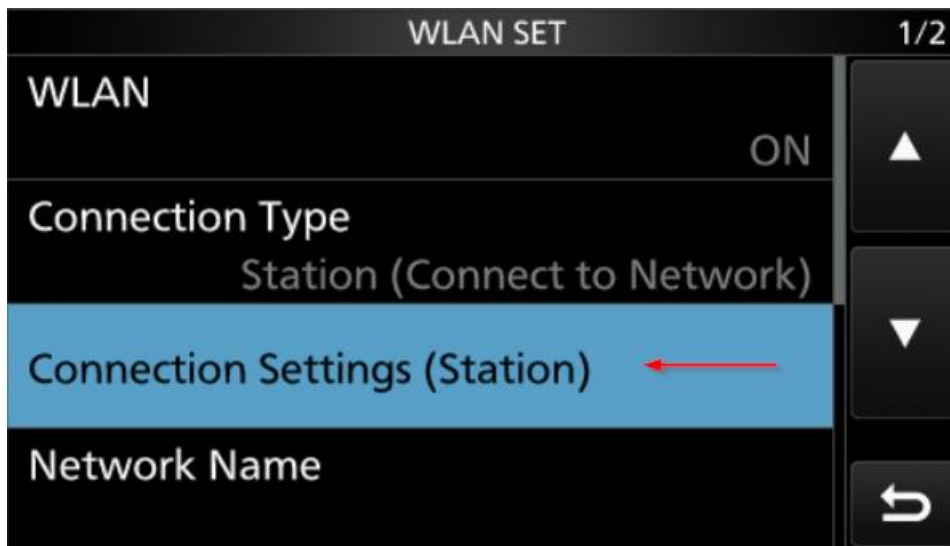 WLAN SET
1/2
WLAN
ON
Connection Type
Station (Connect to Network)
Connection Settings (Station)
Network Name